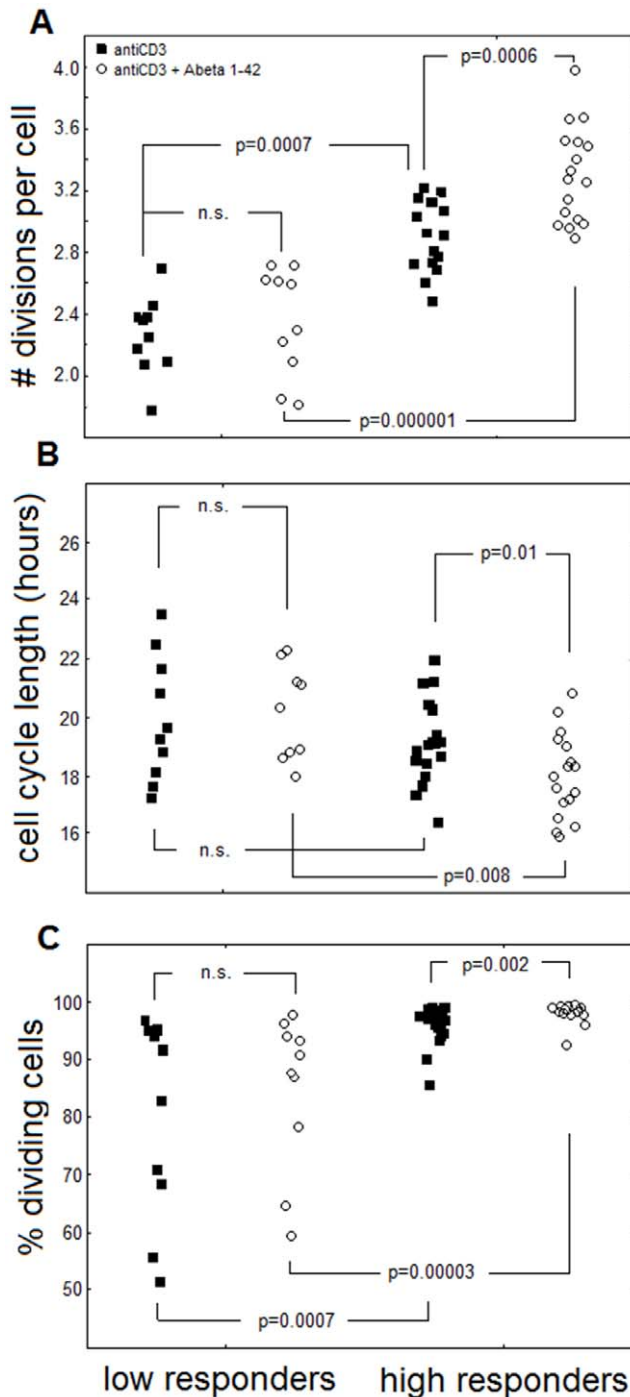 A
antiCD3
antiCD3 + Abeta 1-42
# divisions per cell
4.0
3.6
3.2
2.8
2.4
2.0
p=0.0006
p=0.0007
n.s.
p=0.000001
B
cell cycle length (hours)
26
24
22
20
18
16
n.s.
p=0.01
n.s.
p=0.008
C
% dividing cells
100
90
80
70
60
50
n.s.
p=0.002
p=0.00003
p=0.0007
low responders high responders